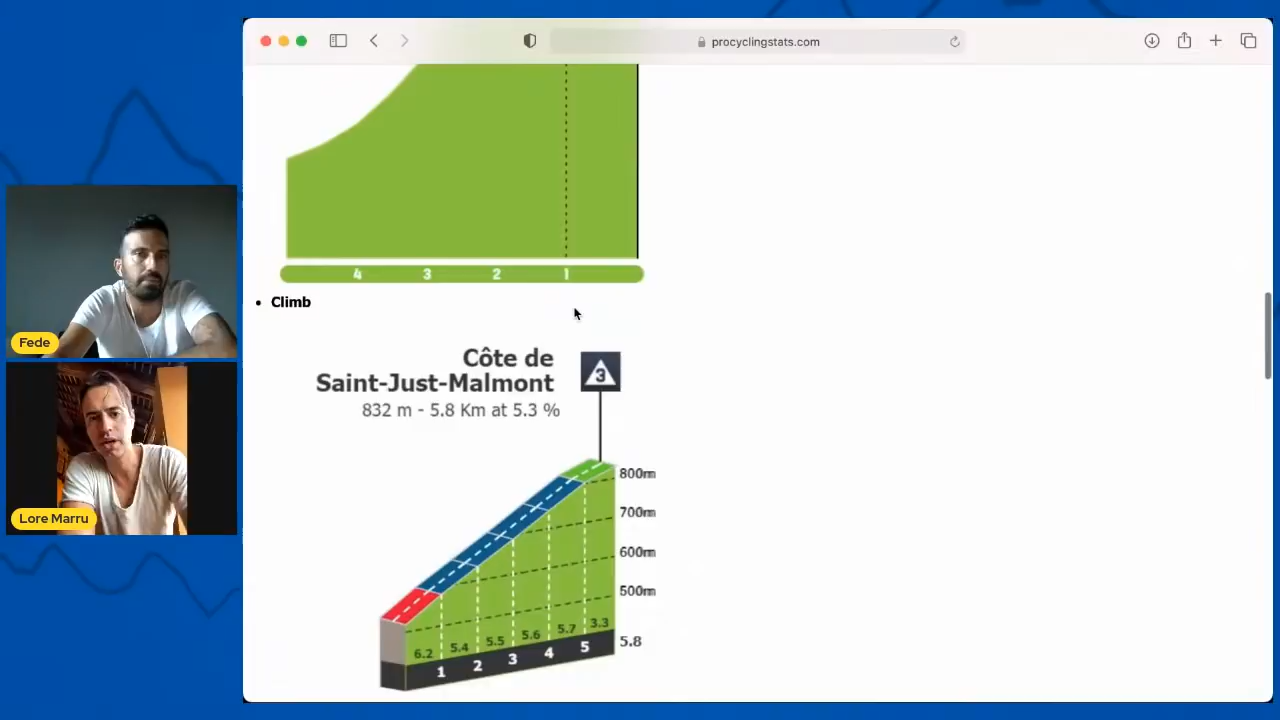 procyclingstats.com
4 3 2 1
• Climb
Côte de
Saint-Just-Malmont
832 m - 5.8 Km at 5.3 %
3
800m
700m
600m
500m
6.2 5.4 5.5 5.6 5.7 3.3
1 2 3 4 5
5.8
Fede
Lore Marru